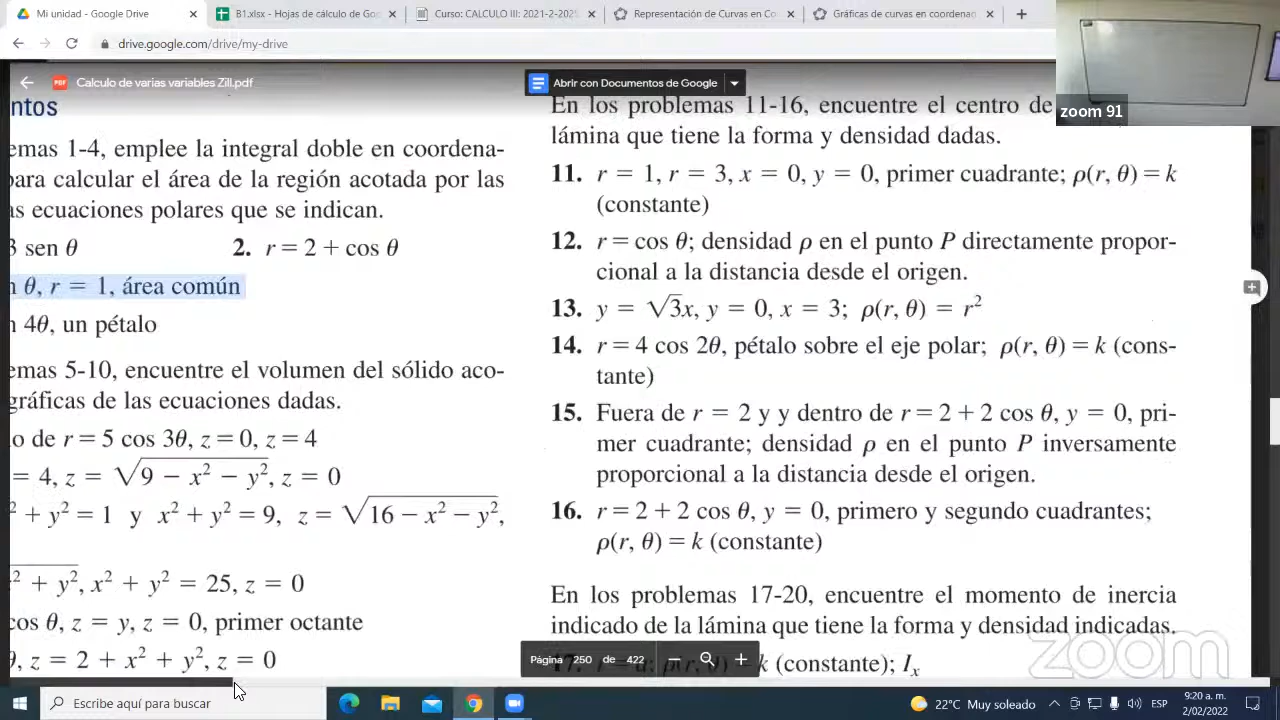 Mi unidad - Google Drive
B1.xlsx - Hojas de cálculo de Go
Curso: CALCULO III: 2021-2-2025
Representación de Curvas en Co
Gráficas de curvas en coordenan
drive.google.com/drive/my-drive
Calculo de varias variables Zill.pdf
Abrir con Documentos de Google
zoom 91
ntos
emas 1-4, emplee la integral doble en coordena-
para calcular el área de la región acotada por las
as ecuaciones polares que se indican.
3 sen θ
2. r = 2 + cos θ
n θ, r = 1, área común
n 4θ, un pétalo
emas 5-10, encuentre el volumen del sólido aco-
gráficas de las ecuaciones dadas.
o de r = 5 cos 3θ, z = 0, z = 4
= 4, z = √(9 − x² − y²), z = 0
² + y² = 1 y x² + y² = 9, z = √(16 − x² − y²),
² + y², x² + y² = 25, z = 0
cos θ, z = y, z = 0, primer octante
θ, z = 2 + x² + y², z = 0
En los problemas 11-16, encuentre el centro de
lámina que tiene la forma y densidad dadas.
11. r = 1, r = 3, x = 0, y = 0, primer cuadrante; ρ(r, θ) = k
(constante)
12. r = cos θ; densidad ρ en el punto P directamente propor-
cional a la distancia desde el origen.
13. y = √3x, y = 0, x = 3; ρ(r, θ) = r²
14. r = 4 cos 2θ, pétalo sobre el eje polar; ρ(r, θ) = k (cons-
tante)
15. Fuera de r = 2 y y dentro de r = 2 + 2 cos θ, y = 0, pri-
mer cuadrante; densidad ρ en el punto P inversamente
proporcional a la distancia desde el origen.
16. r = 2 + 2 cos θ, y = 0, primero y segundo cuadrantes;
ρ(r, θ) = k (constante)
En los problemas 17-20, encuentre el momento de inercia
indicado de la lámina que tiene la forma y densidad indicadas.
k (constante); Iₓ
Página 250 de 422
zoom
Escribe aquí para buscar
22°C Muy soleado
ESP
9:20 a. m.
2/02/2022